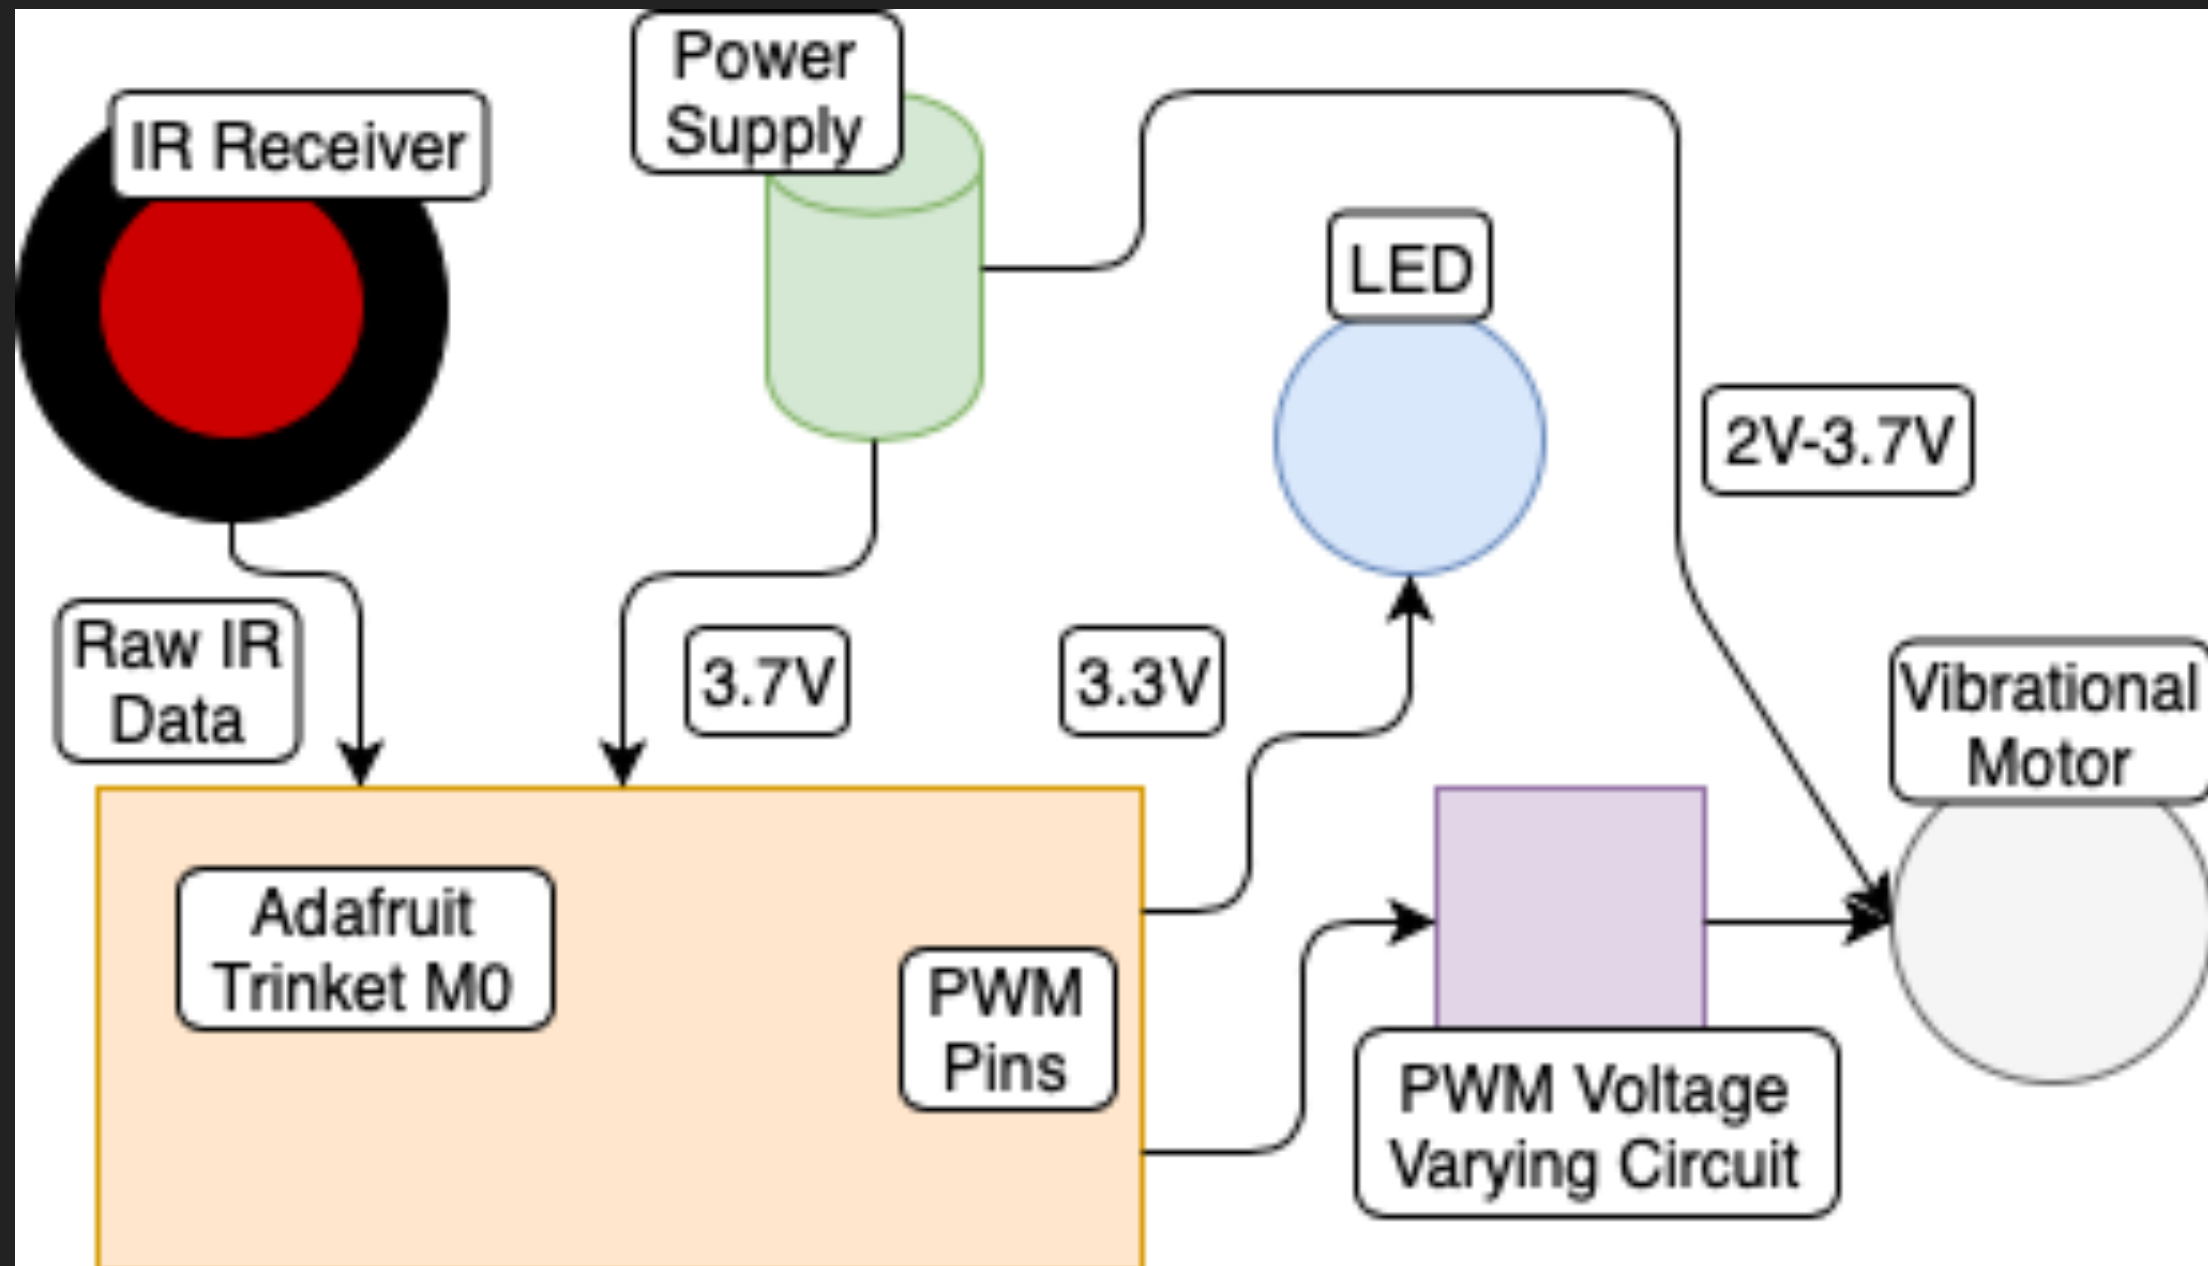 Power
Supply
IR Receiver
LED
2V-3.7V
Raw IR
Data
3.7V
3.3V
Vibrational
Motor
Adafruit
Trinket M0
PWM
Pins
PWM Voltage
Varying Circuit